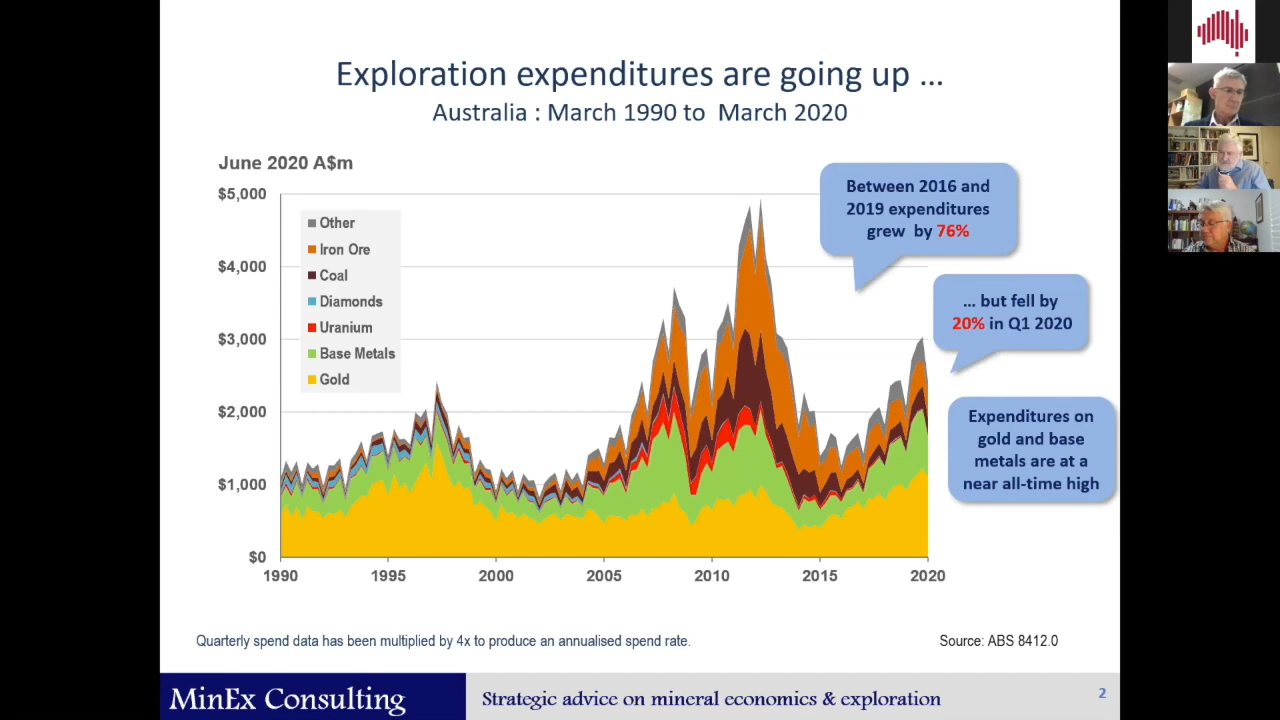 Exploration expenditures are going up ...
Australia : March 1990 to March 2020
June 2020 A$m
$5,000
$4,000
$3,000
$2,000
$1,000
$0
Other
Iron Ore
Coal
Diamonds
Uranium
Base Metals
Gold
Between 2016 and
2019 expenditures
grew by 76%
... but fell by
20% in Q1 2020
Expenditures on
gold and base
metals are at a
near all-time high
1990
1995
2000
2005
2010
2015
2020
Quarterly spend data has been multiplied by 4x to produce an annualised spend rate.
Source: ABS 8412.0
MinEx Consulting
Strategic advice on mineral economics & exploration
2